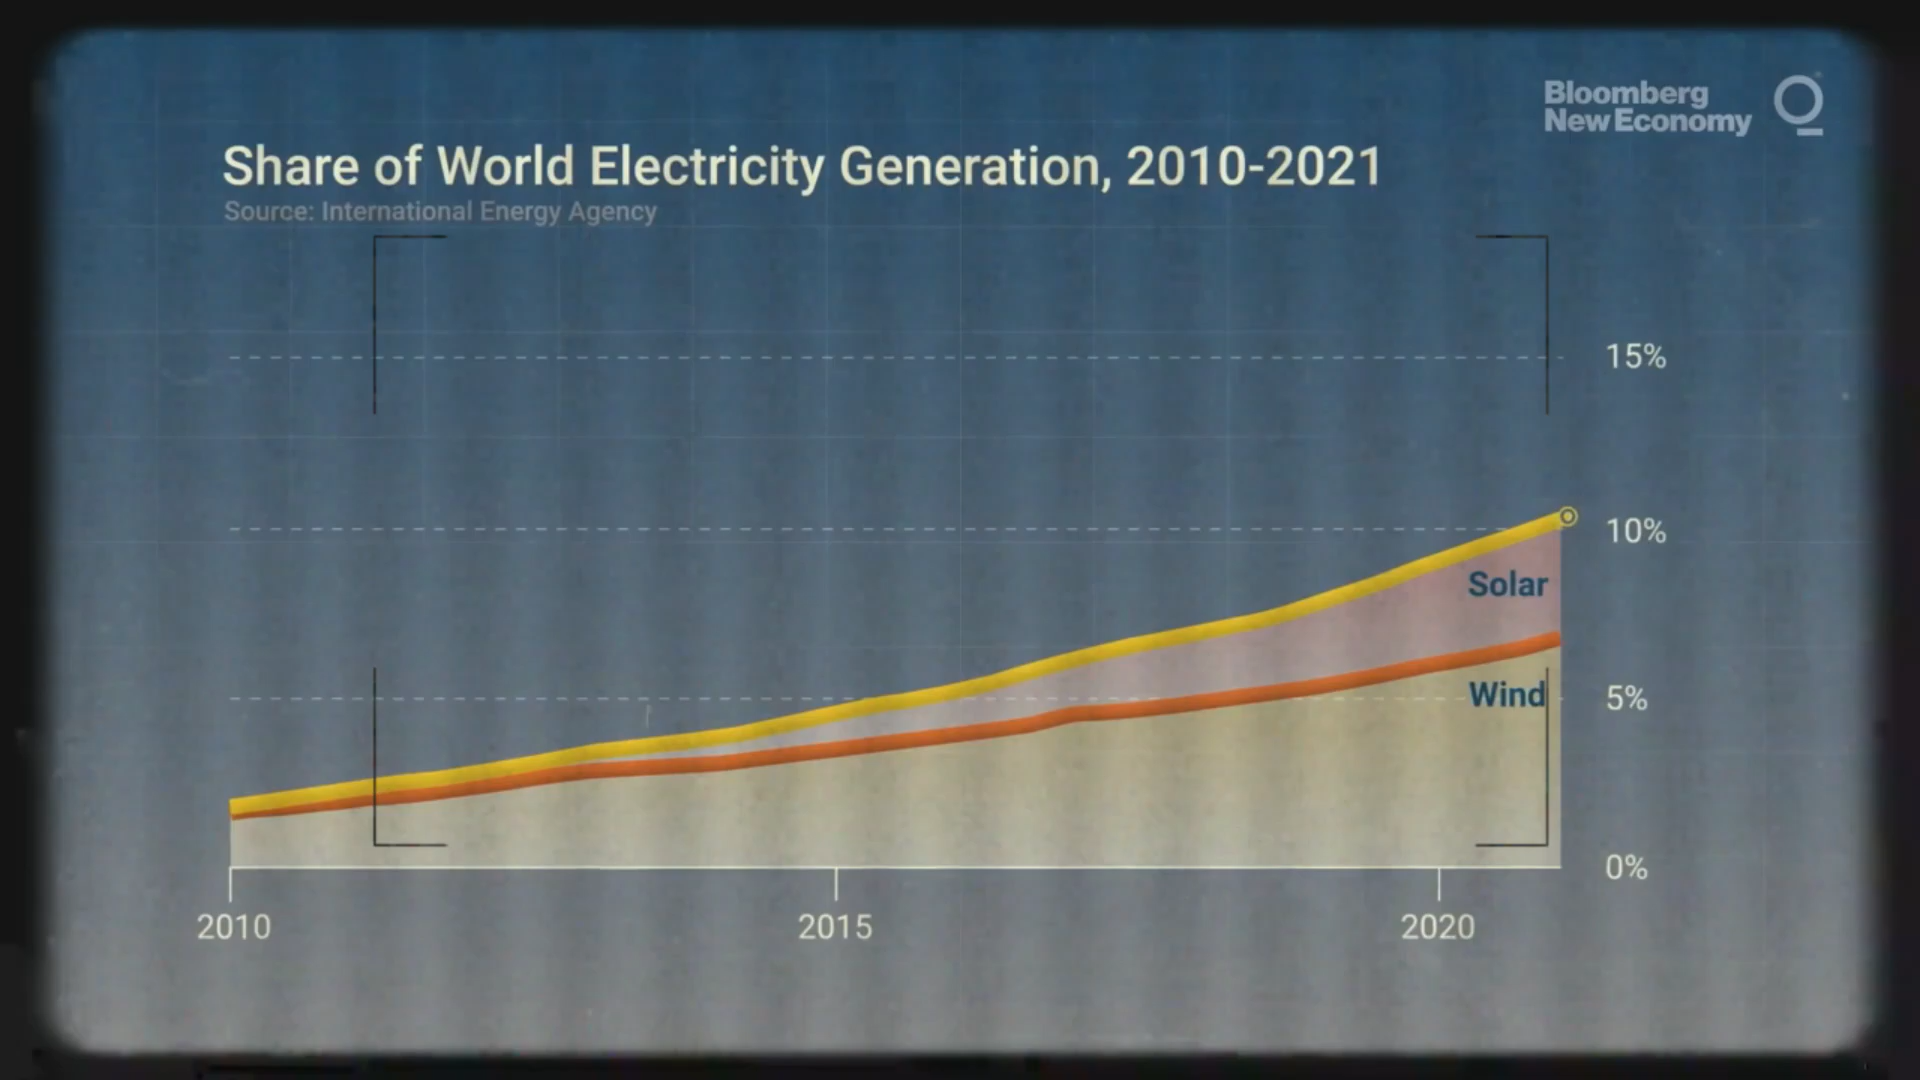 Bloomberg
New Economy
Share of World Electricity Generation, 2010-2021
Source: International Energy Agency
15%
10%
Solar
Wind
5%
0%
2010
2015
2020